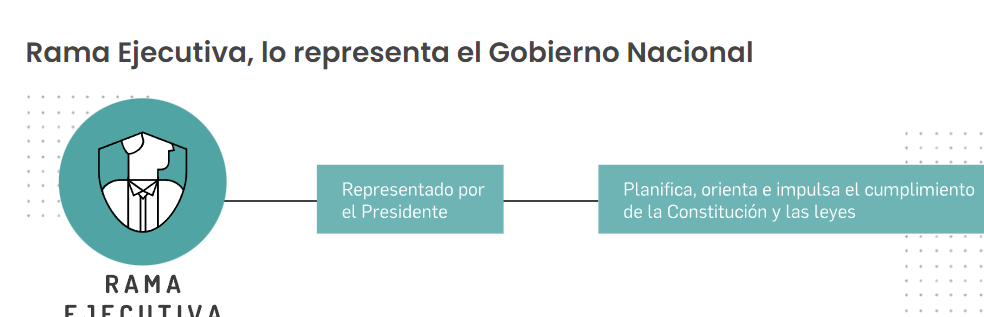 Rama Ejecutiva, lo representa el Gobierno Nacional
Representado por
el Presidente
Planifica, orienta e impulsa el cumplimiento
de la Constitución y las leyes
RAMA
EJECUTIVA